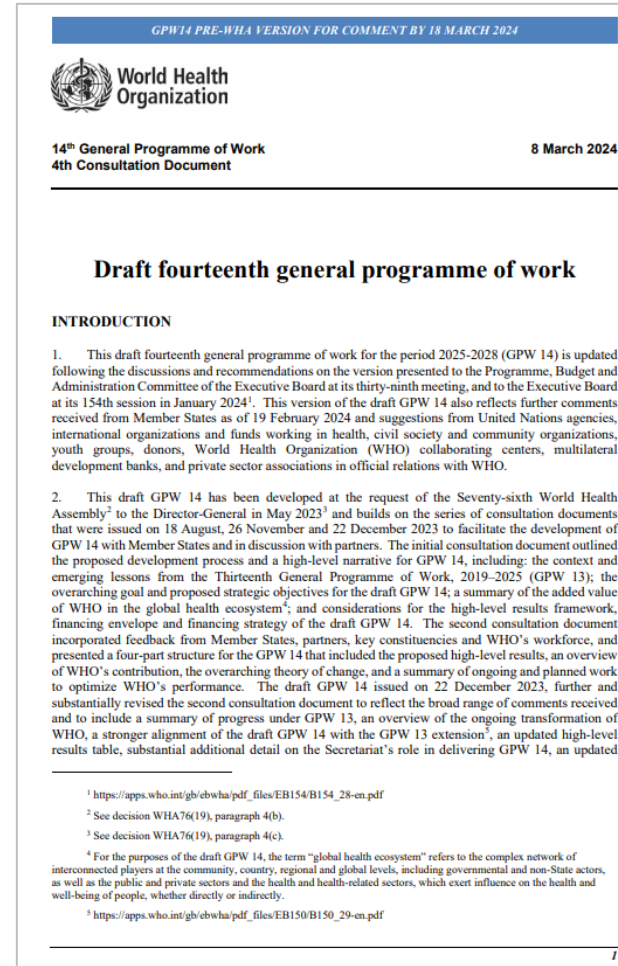 GPW14 PRE-WHA VERSION FOR COMMENT BY 18 MARCH 2024
World Health
Organization
14th General Programme of Work
4th Consultation Document
8 March 2024
Draft fourteenth general programme of work
INTRODUCTION
1. This draft fourteenth general programme of work for the period 2025-2028 (GPW 14) is updated
following the discussions and recommendations on the version presented to the Programme, Budget and
Administration Committee of the Executive Board at its thirty-ninth meeting, and to the Executive Board
at its 154th session in January 2024¹. This version of the draft GPW 14 also reflects further comments
received from Member States as of 19 February 2024 and suggestions from United Nations agencies,
international organizations and funds working in health, civil society and community organizations,
youth groups, donors, World Health Organization (WHO) collaborating centers, multilateral
development banks, and private sector associations in official relations with WHO.
2. This draft GPW 14 has been developed at the request of the Seventy-sixth World Health
Assembly² to the Director-General in May 2023³ and builds on the series of consultation documents
that were issued on 18 August, 26 November and 22 December 2023 to facilitate the development of
GPW 14 with Member States and in discussion with partners. The initial consultation document outlined
the proposed development process and a high-level narrative for GPW 14, including: the context and
emerging lessons from the Thirteenth General Programme of Work, 2019–2025 (GPW 13); the
overarching goal and proposed strategic objectives for the draft GPW 14; a summary of the added value
of WHO in the global health ecosystem⁴; and considerations for the high-level results framework,
financing envelope and financing strategy of the draft GPW 14. The second consultation document
incorporated feedback from Member States, partners, key constituencies and WHO's workforce, and
presented a four-part structure for the GPW 14 that included the proposed high-level results, an overview
of WHO's contribution, the overarching theory of change, and a summary of ongoing and planned work
to optimize WHO's performance. The draft GPW 14 issued on 22 December 2023, further and
substantially revised the second consultation document to reflect the broad range of comments received
and to include a summary of progress under GPW 13, an overview of the ongoing transformation of
WHO, a stronger alignment of the draft GPW 14 with the GPW 13 extension⁵, an updated high-level
results table, substantial additional detail on the Secretariat's role in delivering GPW 14, an updated
¹ https://apps.who.int/gb/ebwha/pdf_files/EB154/B154_28-en.pdf
² See decision WHA76(19), paragraph 4(b).
³ See decision WHA76(19), paragraph 4(c).
⁴ For the purposes of the draft GPW 14, the term "global health ecosystem" refers to the complex network of
interconnected players at the community, country, regional and global levels, including governmental and non-State actors,
as well as the public and private sectors and the health and health-related sectors, which exert influence on the health and
well-being of people, whether directly or indirectly.
⁵ https://apps.who.int/gb/ebwha/pdf_files/EB150/B150_29-en.pdf
1